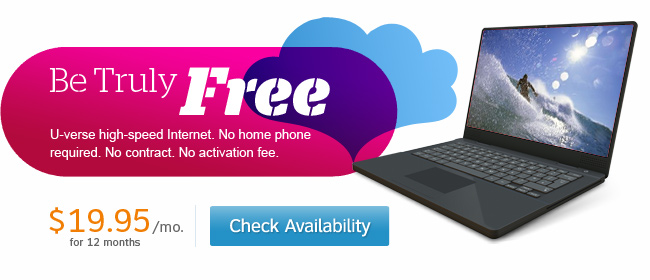 Be Truly Free
U-verse high-speed Internet. No home phone
required. No contract. No activation fee.
$19.95/mo.
for 12 months
Check Availability